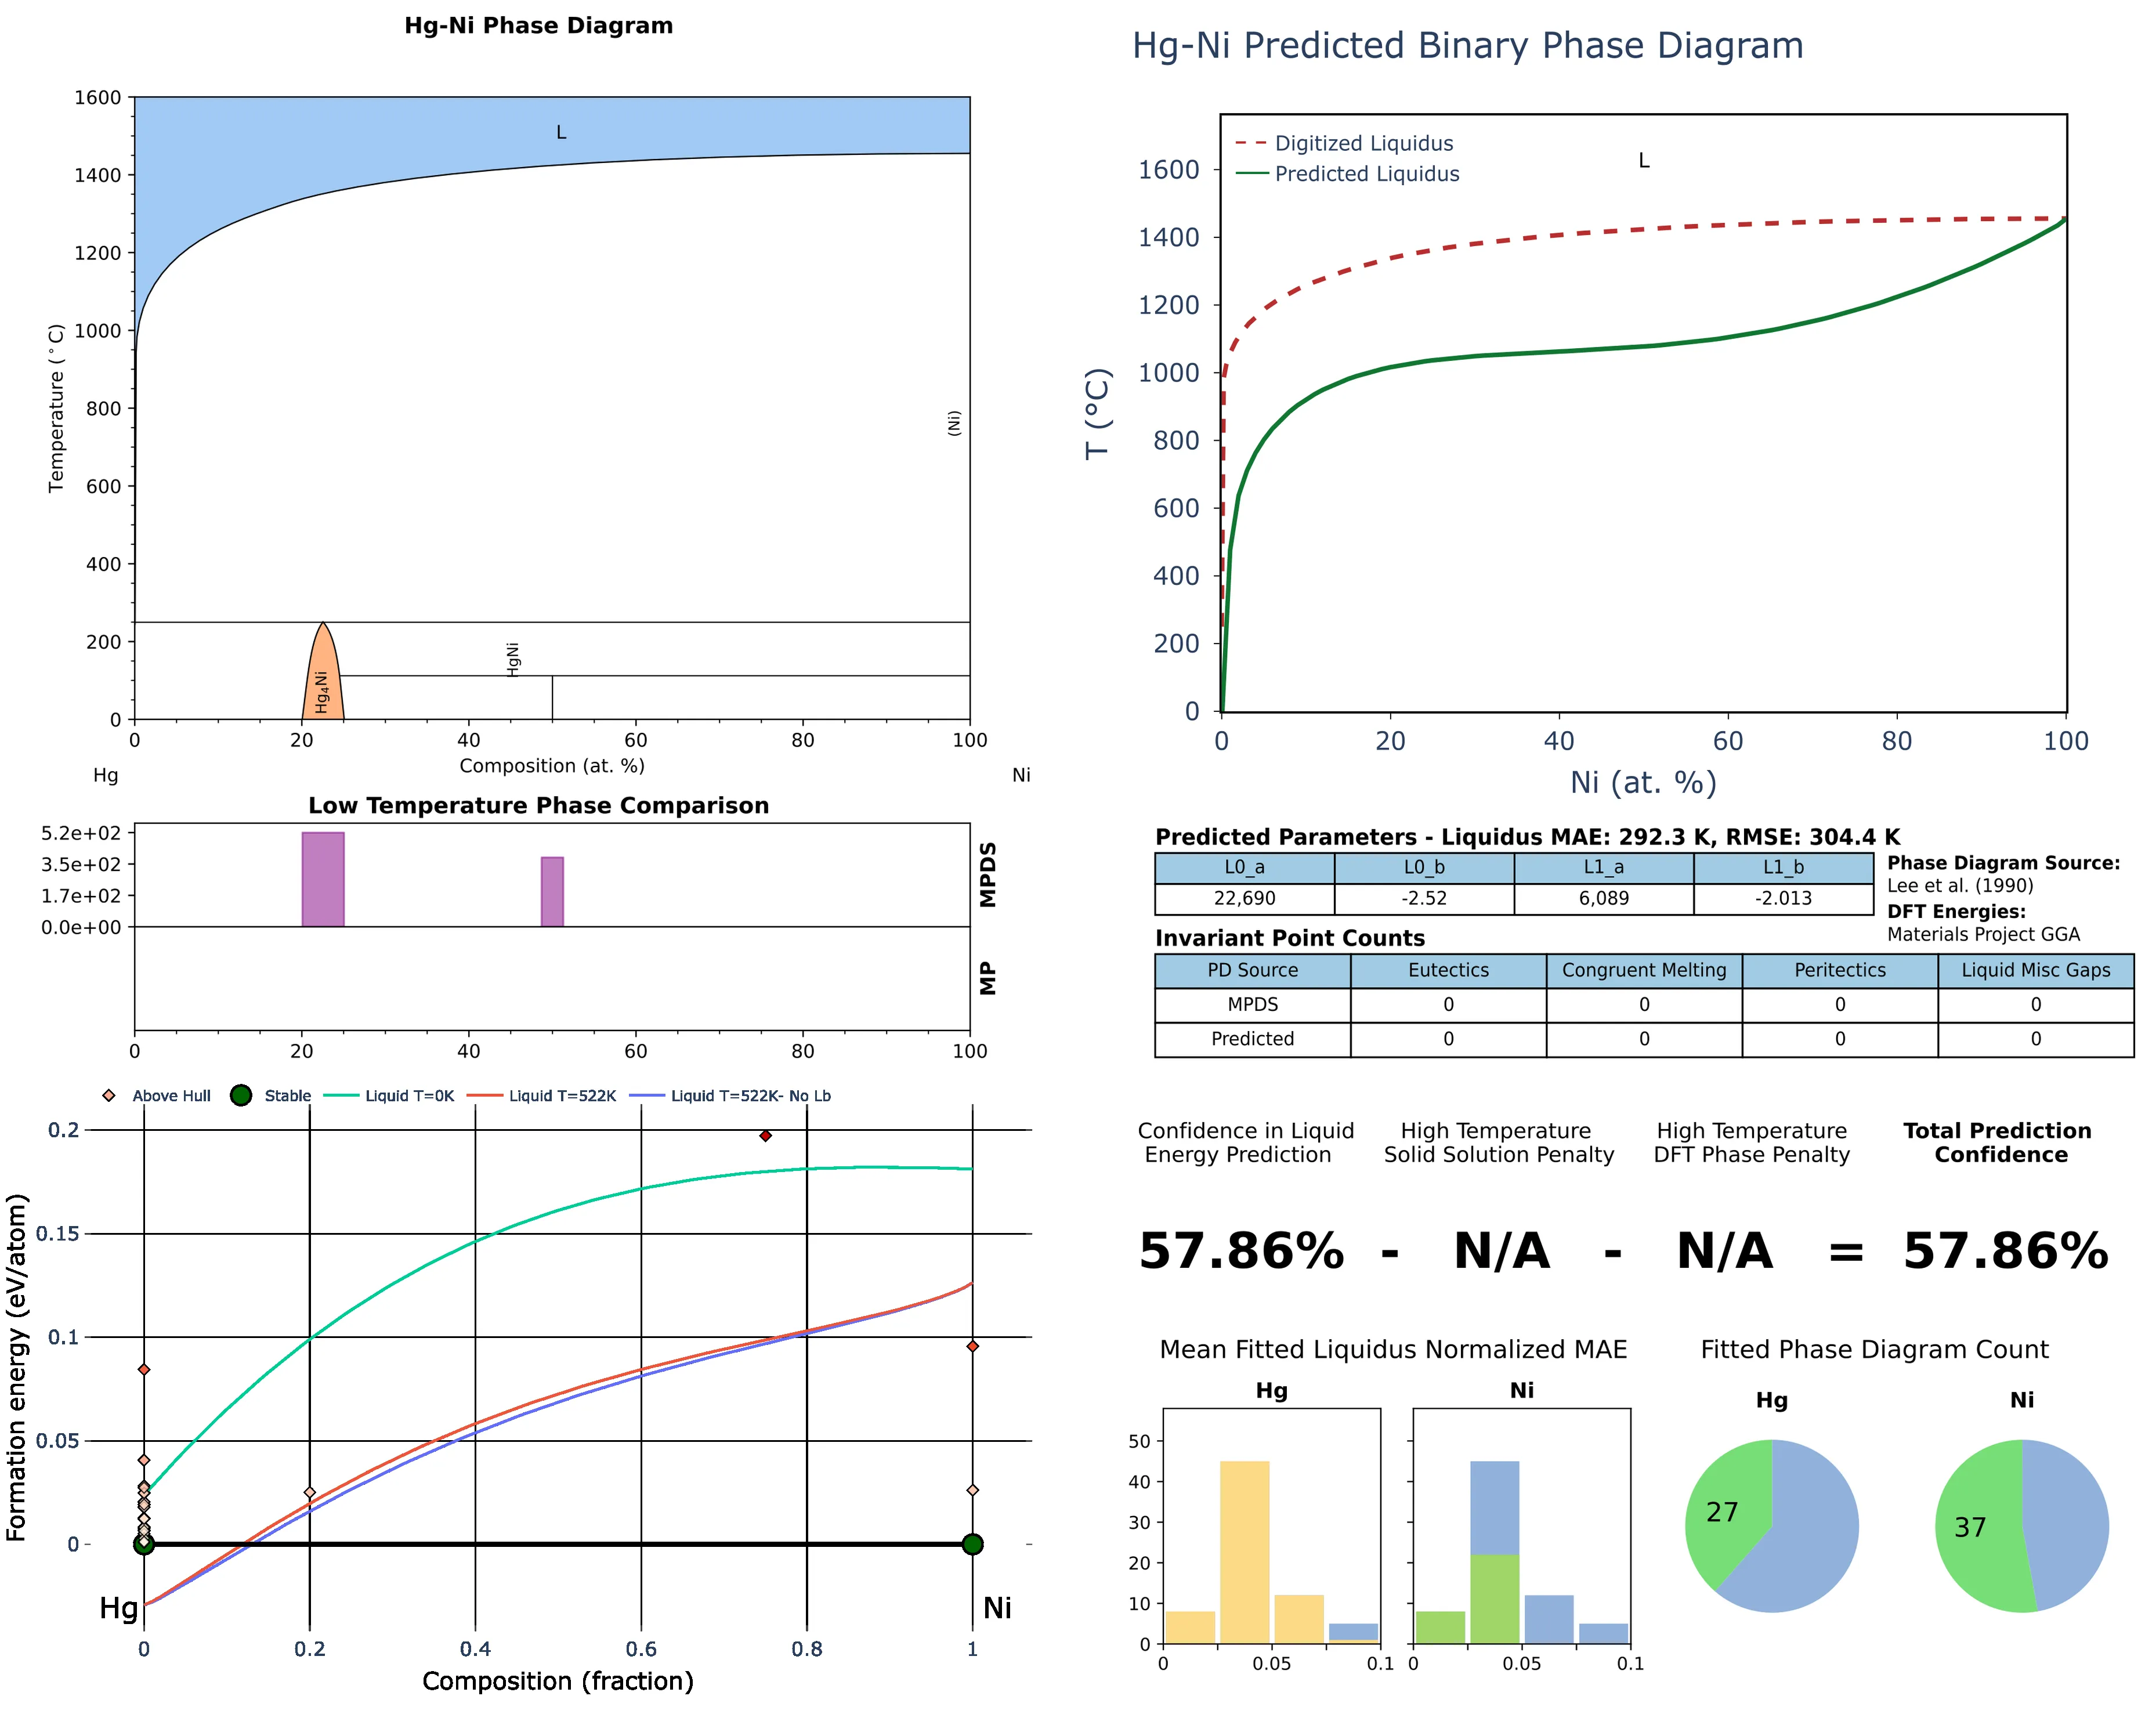 Hg-Ni Phase Diagram
1600
1400
1200
1000
800
600
400
200
0
Temperature (°C)
L
(Ni)
HgNi
Hg₄Ni
0 20 40 60 80 100
Composition (at. %)
Hg Ni
Low Temperature Phase Comparison
5.2e+02
3.5e+02
1.7e+02
0.0e+00
MPDS
MP
0 20 40 60 80 100
Above Hull Stable Liquid T=0K Liquid T=522K Liquid T=522K- No Lb
0.2
0.15
0.1
0.05
0
Formation energy (eV/atom)
Hg Ni
0 0.2 0.4 0.6 0.8 1
Composition (fraction)
Hg-Ni Predicted Binary Phase Diagram
Digitized Liquidus
Predicted Liquidus
L
1600
1400
1200
1000
800
600
400
200
0
T (°C)
0 20 40 60 80 100
Ni (at. %)
Predicted Parameters - Liquidus MAE: 292.3 K, RMSE: 304.4 K
L0_a L0_b L1_a L1_b
22,690 -2.52 6,089 -2.013
Phase Diagram Source:
Lee et al. (1990)
DFT Energies:
Materials Project GGA
Invariant Point Counts
PD Source Eutectics Congruent Melting Peritectics Liquid Misc Gaps
MPDS 0 0 0 0
Predicted 0 0 0 0
Confidence in Liquid
Energy Prediction
High Temperature
Solid Solution Penalty
High Temperature
DFT Phase Penalty
Total Prediction
Confidence
57.86% - N/A - N/A = 57.86%
Mean Fitted Liquidus Normalized MAE
Hg Ni
50
40
30
20
10
0
0 0.05 0.1
0 0.05 0.1
Fitted Phase Diagram Count
Hg Ni
27 37